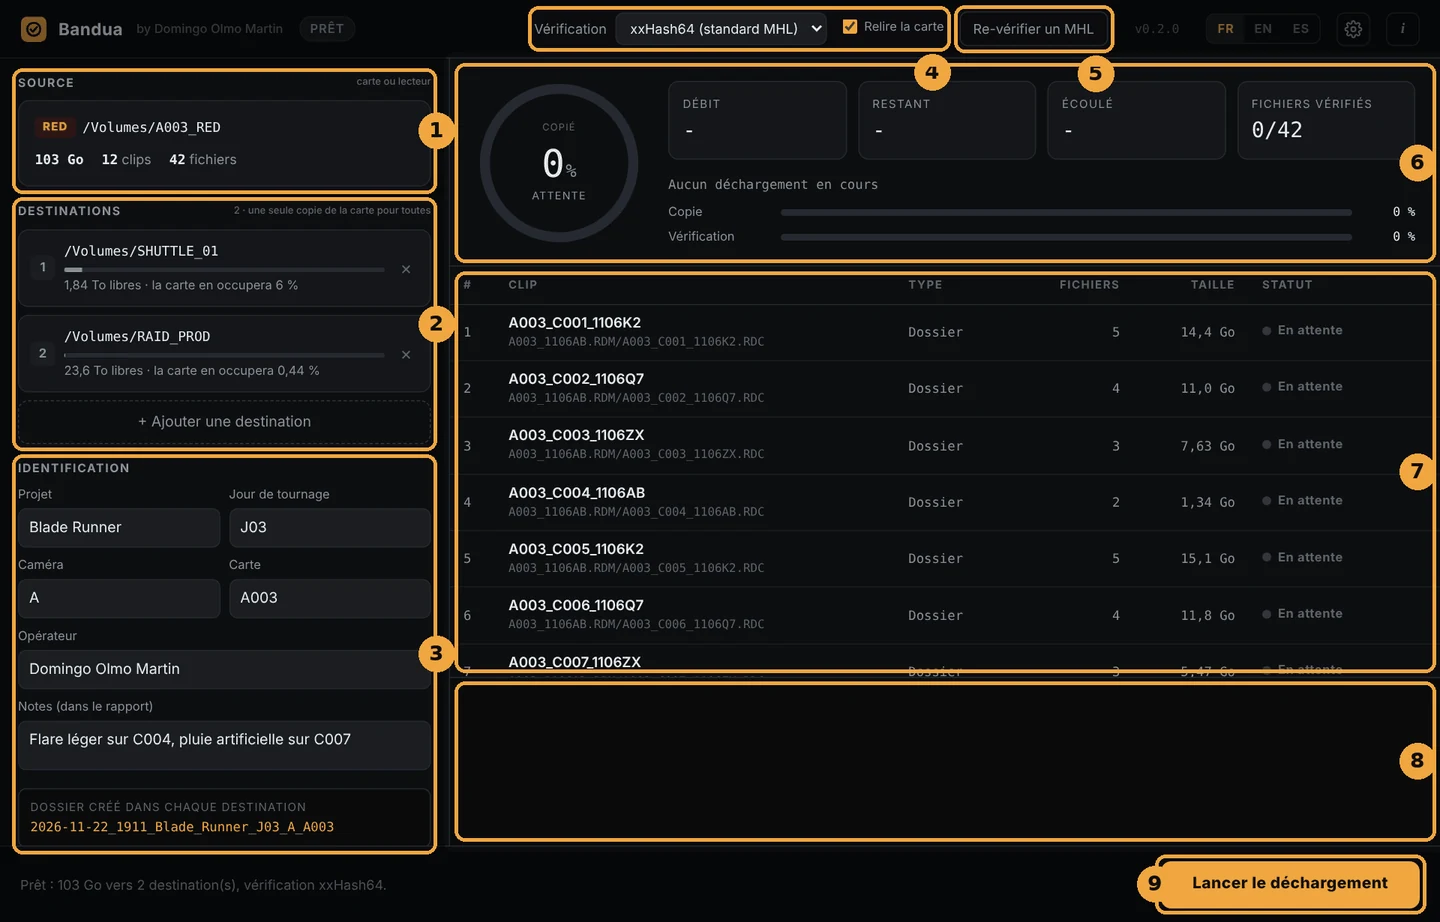 Bandua by Domingo Olmo Martin PRÊT
Vérification xxHash64 (standard MHL) Relire la carte
Re-vérifier un MHL
v0.2.0 FR EN ES i
4
5
SOURCE carte ou lecteur
RED /Volumes/A003_RED
103 Go 12 clips 42 fichiers
1
DESTINATIONS 2 · une seule copie de la carte pour toutes
1 /Volumes/SHUTTLE_01 ×
1,84 To libres · la carte en occupera 6 %
2
2 /Volumes/RAID_PROD ×
23,6 To libres · la carte en occupera 0,44 %
+ Ajouter une destination
IDENTIFICATION
Projet Jour de tournage
Blade Runner J03
Caméra Carte
A A003
Opérateur
3
Domingo Olmo Martin
Notes (dans le rapport)
Flare léger sur C004, pluie artificielle sur C007
DOSSIER CRÉÉ DANS CHAQUE DESTINATION
2026-11-22_1911_Blade_Runner_J03_A_A003
COPIÉ
0 %
ATTENTE
DÉBIT RESTANT ÉCOULÉ FICHIERS VÉRIFIÉS
- - - 0/42
6
Aucun déchargement en cours
Copie 0 %
Vérification 0 %
# CLIP TYPE FICHIERS TAILLE STATUT
1 A003_C001_1106K2 Dossier 5 14,4 Go En attente
A003_1106AB.RDM/A003_C001_1106K2.RDC
2 A003_C002_1106Q7 Dossier 4 11,0 Go En attente
A003_1106AB.RDM/A003_C002_1106Q7.RDC
3 A003_C003_1106ZX Dossier 3 7,63 Go En attente
A003_1106AB.RDM/A003_C003_1106ZX.RDC
7
4 A003_C004_1106AB Dossier 2 1,34 Go En attente
A003_1106AB.RDM/A003_C004_1106AB.RDC
5 A003_C005_1106K2 Dossier 5 15,1 Go En attente
A003_1106AB.RDM/A003_C005_1106K2.RDC
6 A003_C006_1106Q7 Dossier 4 11,8 Go En attente
A003_1106AB.RDM/A003_C006_1106Q7.RDC
7 A003_C007_1106ZX Dossier 3 5,47 Go En attente
8
Prêt : 103 Go vers 2 destination(s), vérification xxHash64.
9 Lancer le déchargement